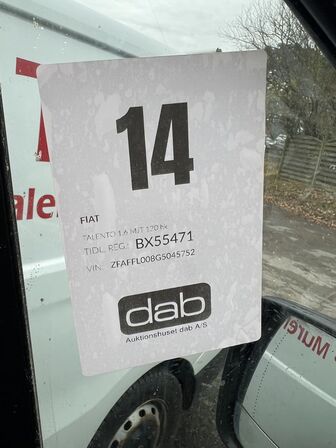 14
FIAT
TALENTO 1.6 MJT 120 hk
TIDL. REG.: BX55471
VIN: ZFAFFL008G5045752
dab
Auktionshuset dab A/S